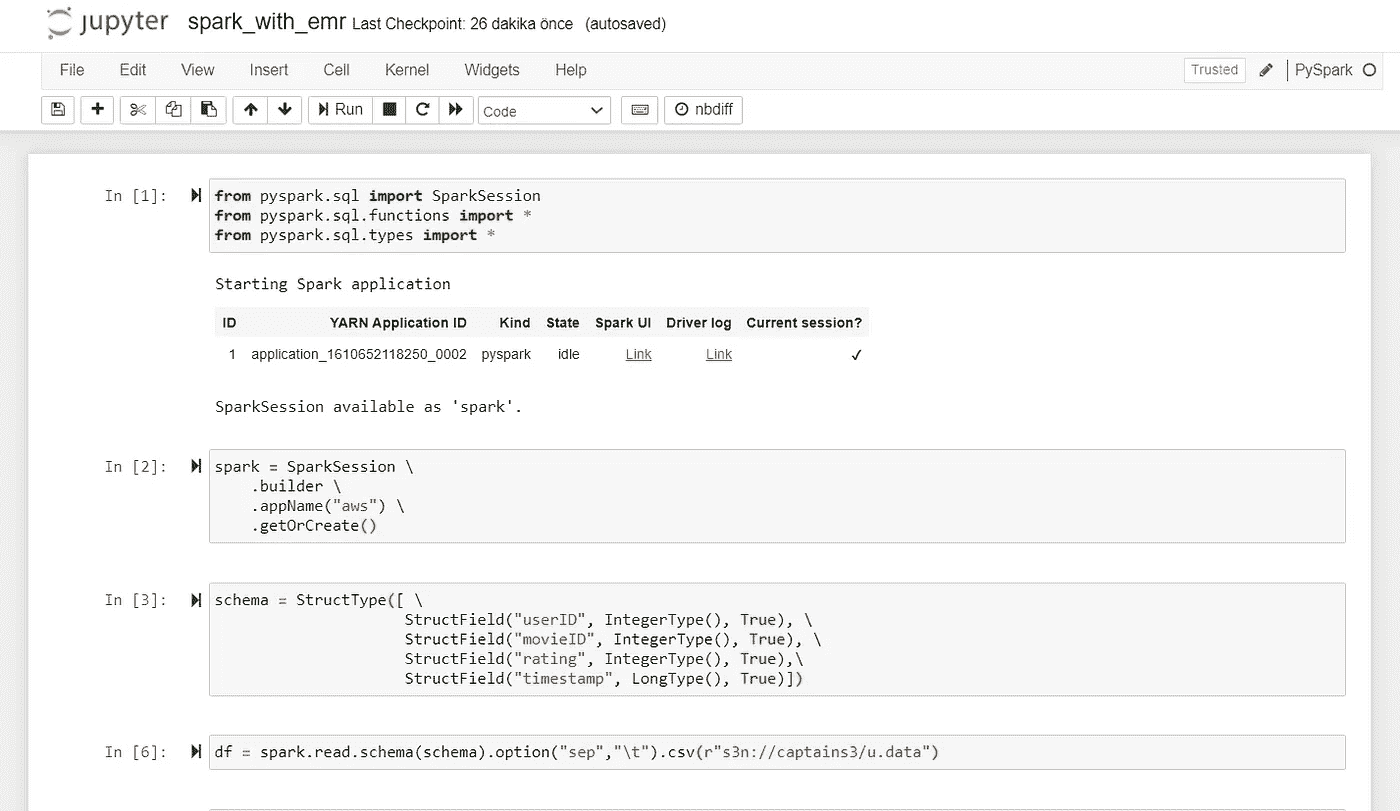 jupyter spark_with_emr Last Checkpoint: 26 dakika önce (autosaved)
File Edit View Insert Cell Kernel Widgets Help Trusted PySpark
Run Code nbdiff
In [1]: from pyspark.sql import SparkSession
from pyspark.sql.functions import *
from pyspark.sql.types import *
Starting Spark application
ID YARN Application ID Kind State Spark UI Driver log Current session?
1 application_1610652118250_0002 pyspark idle Link Link ✓
SparkSession available as 'spark'.
In [2]: spark = SparkSession \
    .builder \
    .appName("aws") \
    .getOrCreate()
In [3]: schema = StructType([ \
                     StructField("userID", IntegerType(), True), \
                     StructField("movieID", IntegerType(), True), \
                     StructField("rating", IntegerType(), True),\
                     StructField("timestamp", LongType(), True)])
In [6]: df = spark.read.schema(schema).option("sep","\t").csv(r"s3n://captains3/u.data")